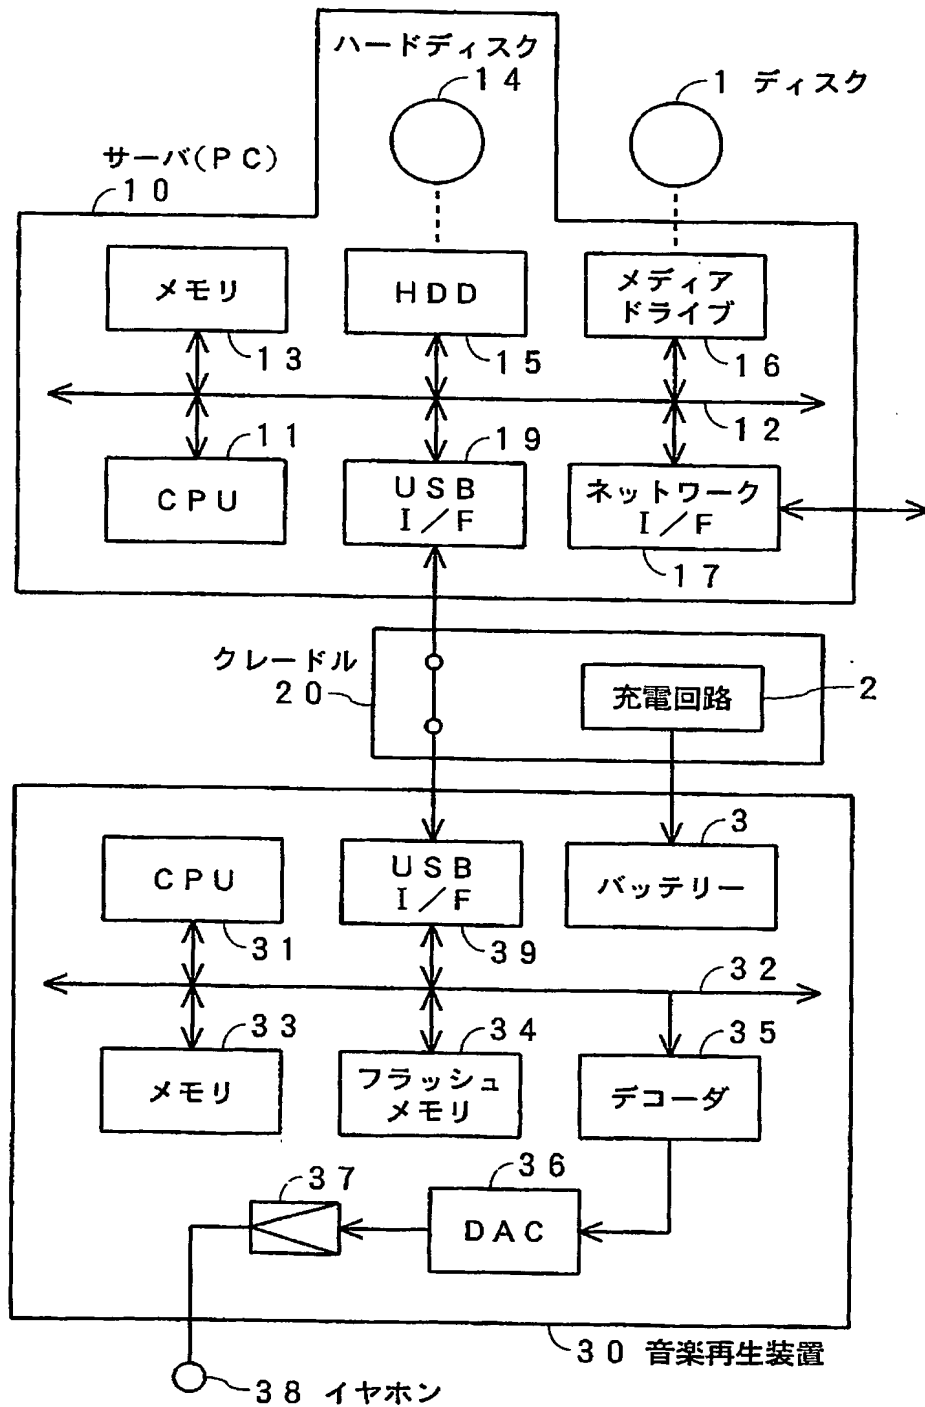 ハードディスク
14
1 ディスク
サーバ(PC)
10
メモリ
13
HDD
15
メディア
ドライブ
16
12
11
CPU
19
USB
I/F
ネットワーク
I/F
17
クレードル
20
充電回路
2
CPU
31
USB
I/F
39
3
バッテリー
32
33
メモリ
34
フラッシュ
メモリ
35
デコーダ
37
36
DAC
30 音楽再生装置
38 イヤホン